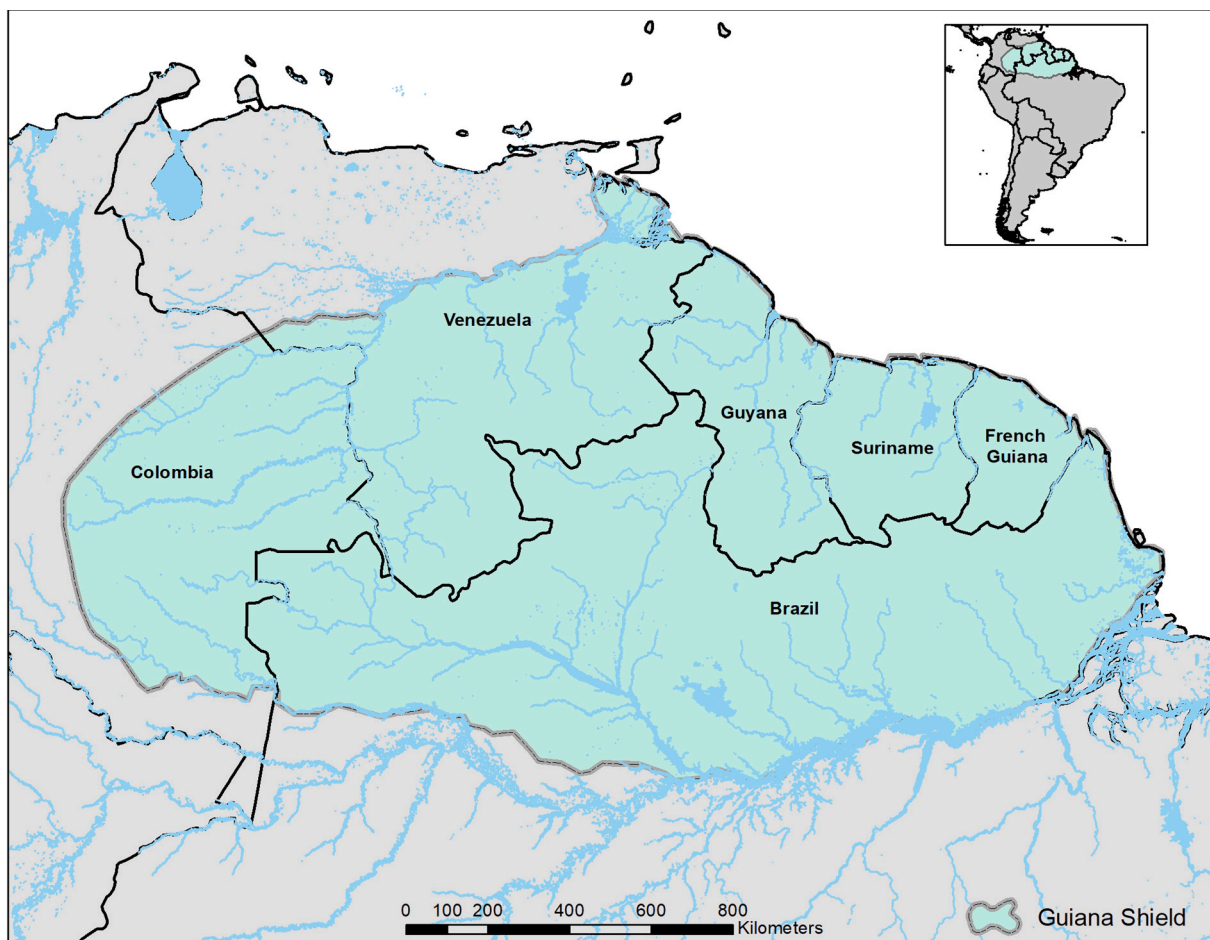 Venezuela
Guyana
Suriname
French
Guiana
Colombia
Brazil
0 100 200 400 600 800
Kilometers
Guiana Shield